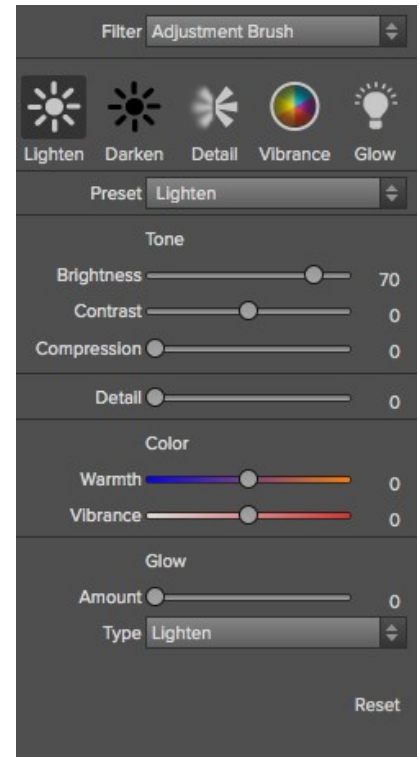 Filter Adjustment Brush
Lighten Darken Detail Vibrance Glow
Preset Lighten
Tone
Brightness 70
Contrast 0
Compression 0
Detail 0
Color
Warmth 0
Vibrance 0
Glow
Amount 0
Type Lighten
Reset